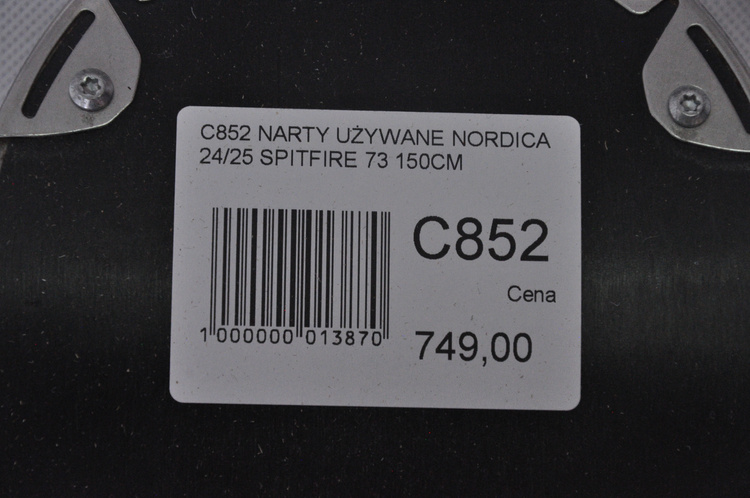 C852 NARTY UŻYWANE NORDICA
24/25 SPITFIRE 73 150CM
C852
Cena
749,00
1 000000 013870